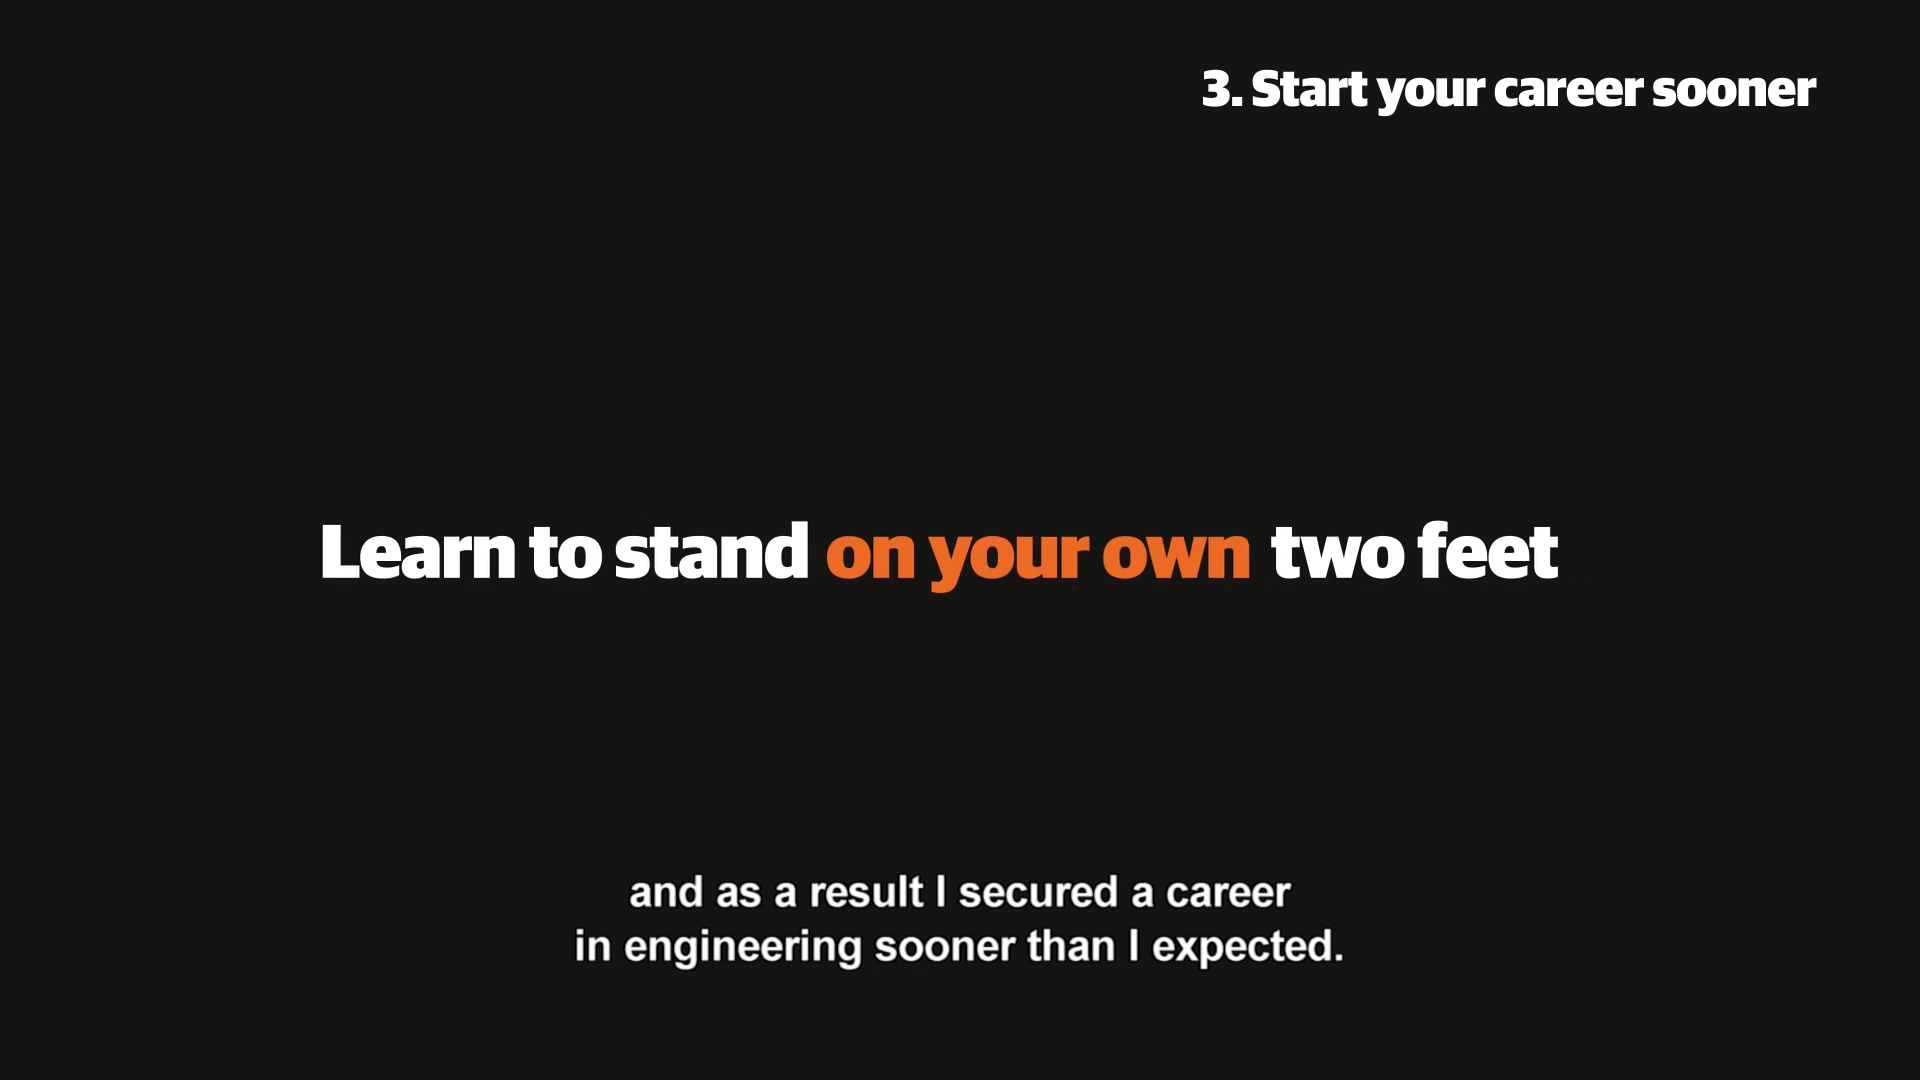 3. Start your career sooner
Learn to stand on your own two feet
and as a result I secured a career
in engineering sooner than I expected.